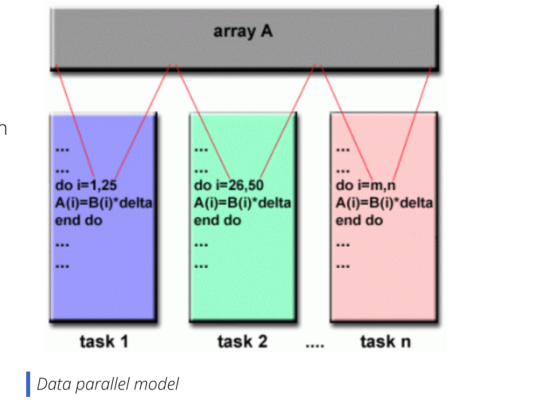 array A
n
...
...
do i=1,25
A(i)=B(i)*delta
end do
...
...
...
...
do i=26,50
A(i)=B(i)*delta
end do
...
...
...
...
do i=m,n
A(i)=B(i)*delta
end do
...
...
task 1
task 2
....
task n
Data parallel model